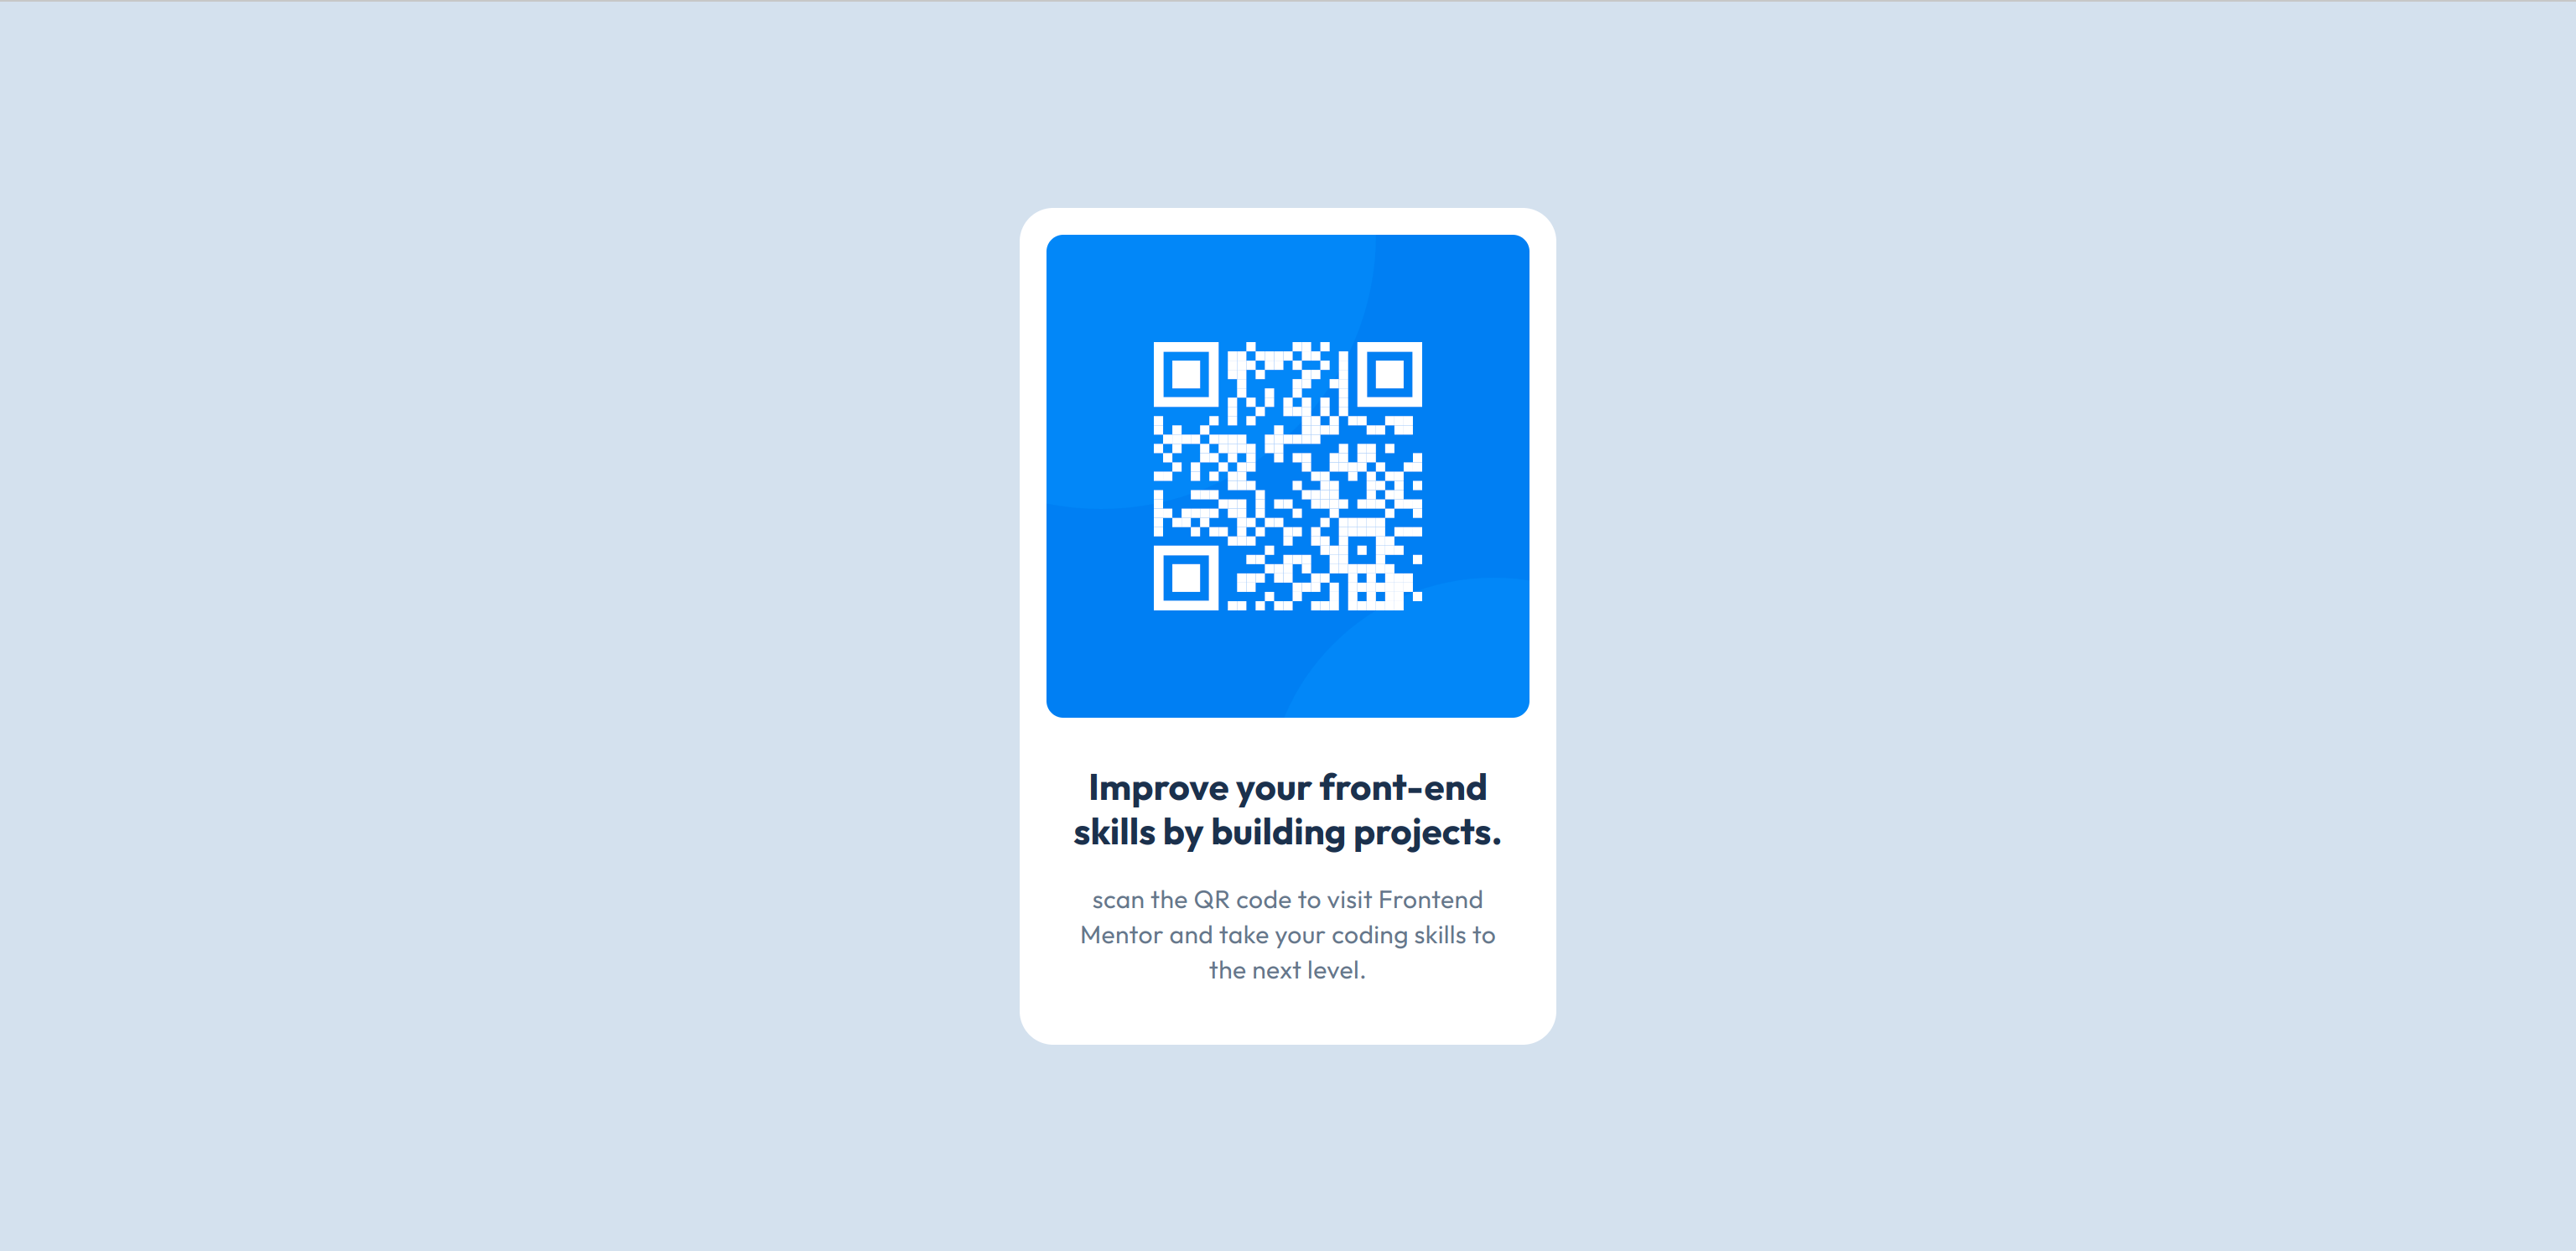 Improve your front-end
skills by building projects.
scan the QR code to visit Frontend
Mentor and take your coding skills to
the next level.